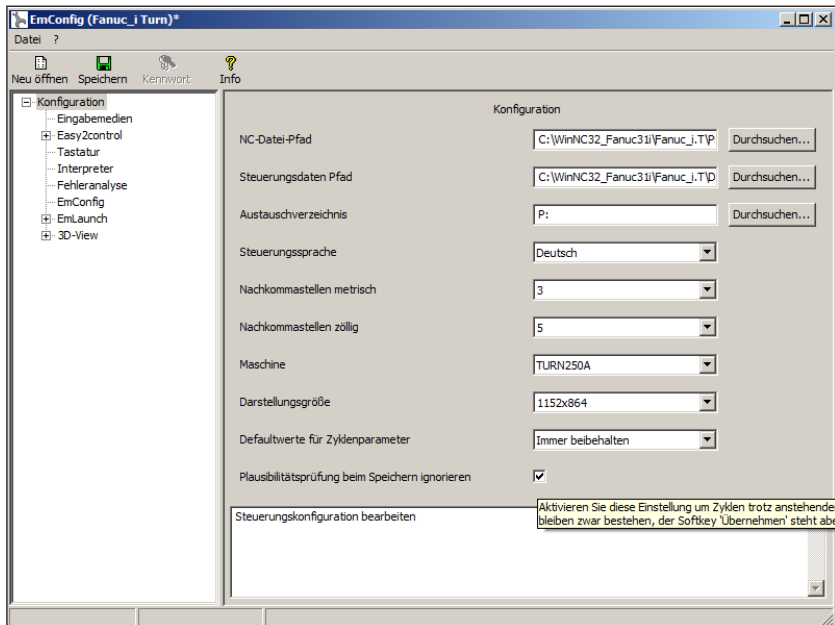 EmConfig (Fanuc_i Turn)*
Datei ?
Neu öffnen Speichern Kennwort Info
Konfiguration
Eingabemedien
Easy2control
Tastatur
Interpreter
Fehleranalyse
EmConfig
EmLaunch
3D-View
Konfiguration
NC-Datei-Pfad C:\WinNC32_Fanuc31i\Fanuc_i.T\P Durchsuchen...
Steuerungsdaten Pfad C:\WinNC32_Fanuc31i\Fanuc_i.T\D Durchsuchen...
Austauschverzeichnis P: Durchsuchen...
Steuerungssprache Deutsch
Nachkommastellen metrisch 3
Nachkommastellen zöllig 5
Maschine TURN250A
Darstellungsgröße 1152x864
Defaultwerte für Zyklenparameter Immer beibehalten
Plausibilitätsprüfung beim Speichern ignorieren
Aktivieren Sie diese Einstellung um Zyklen trotz anstehende
bleiben zwar bestehen, der Softkey 'Übernehmen' steht abe
Steuerungskonfiguration bearbeiten